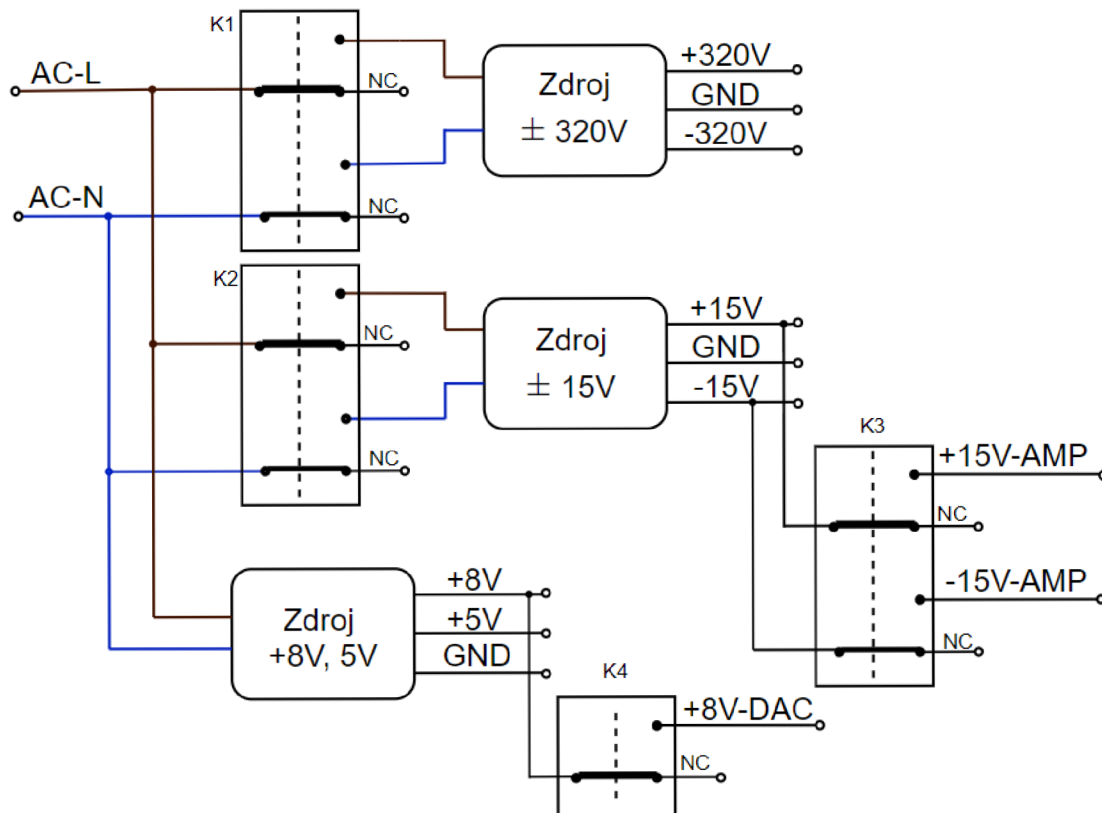 K1
AC-L
NC
Zdroj
± 320V
+320V
GND
-320V
AC-N
NC
K2
NC
Zdroj
± 15V
+15V
GND
-15V
NC
K3
+15V-AMP
NC
-15V-AMP
NC
Zdroj
+8V, 5V
+8V
+5V
GND
K4
+8V-DAC
NC